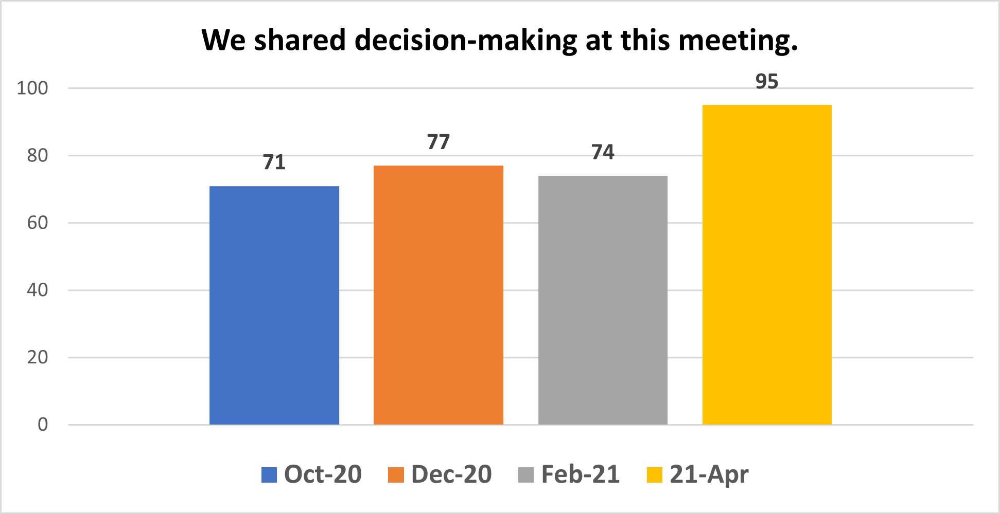 We shared decision-making at this meeting.
100
80
60
40
20
0
71
77
74
95
Oct-20
Dec-20
Feb-21
21-Apr